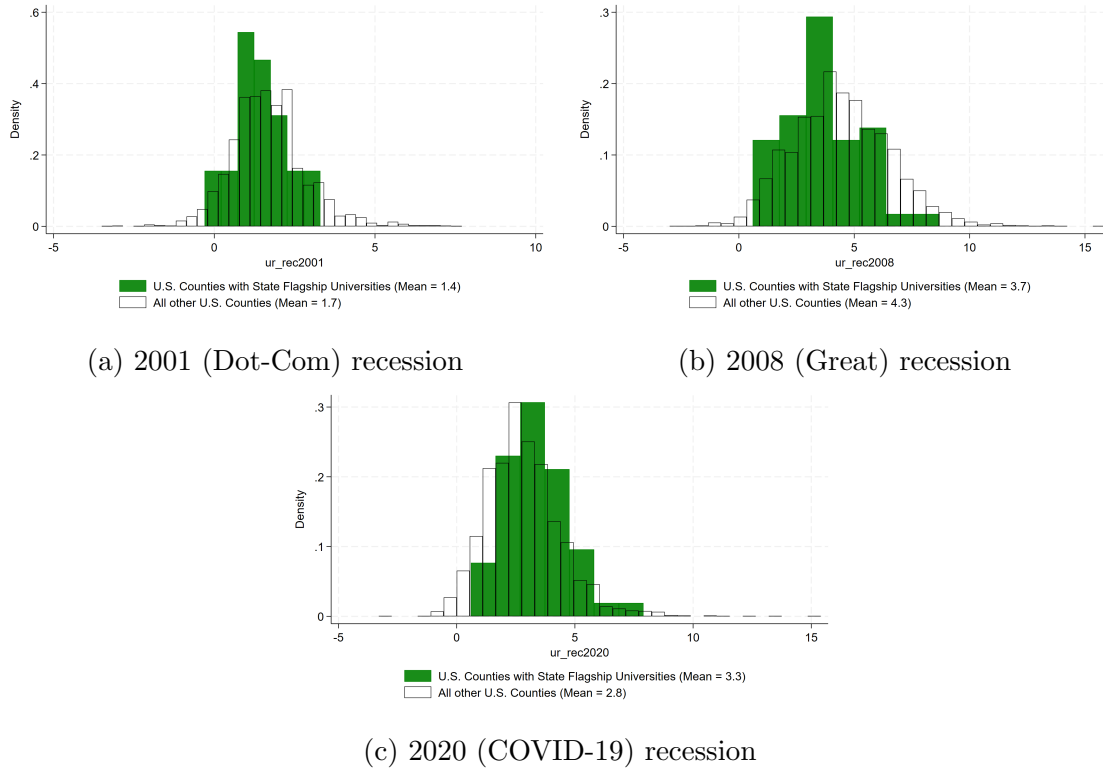 .6
.4
.2
0
Density
-5 0 5 10
ur_rec2001
U.S. Counties with State Flagship Universities (Mean = 1.4)
All other U.S. Counties (Mean = 1.7)
(a) 2001 (Dot-Com) recession
.3
.2
.1
0
Density
-5 0 5 10 15
ur_rec2008
U.S. Counties with State Flagship Universities (Mean = 3.7)
All other U.S. Counties (Mean = 4.3)
(b) 2008 (Great) recession
.3
.2
.1
0
Density
-5 0 5 10 15
ur_rec2020
U.S. Counties with State Flagship Universities (Mean = 3.3)
All other U.S. Counties (Mean = 2.8)
(c) 2020 (COVID-19) recession